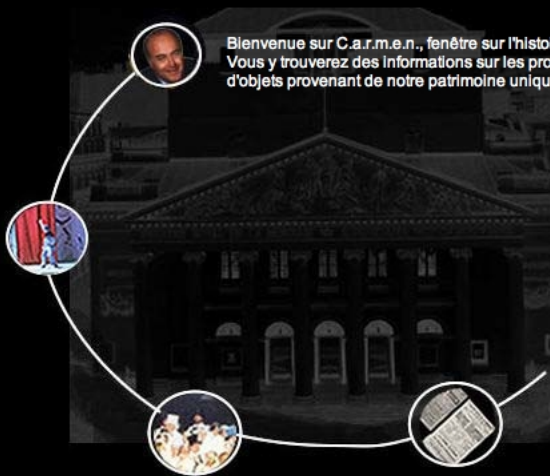 Bienvenue sur C.a.r.m.e.n., fenêtre sur l'histo
Vous y trouverez des informations sur les pro
d'objets provenant de notre patrimoine uniqu